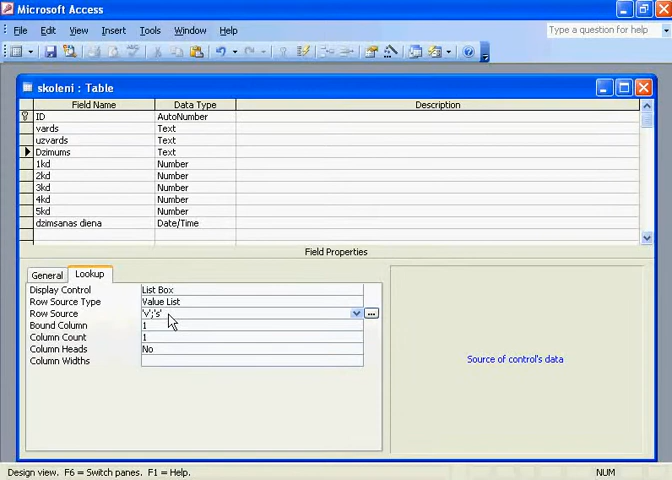 Microsoft Access
File Edit View Insert Tools Window Help
Type a question for help
skoleni : Table
Field Name Data Type Description
ID AutoNumber
vards Text
uzvards Text
Dzimums Text
1kd Number
2kd Number
3kd Number
4kd Number
5kd Number
dzimsanas diena Date/Time
Field Properties
General Lookup
Display Control List Box
Row Source Type Value List
Row Source 'v';'s'
Bound Column 1
Column Count 1
Column Heads No
Column Widths
Source of control's data
Design view. F6 = Switch panes. F1 = Help. NUM